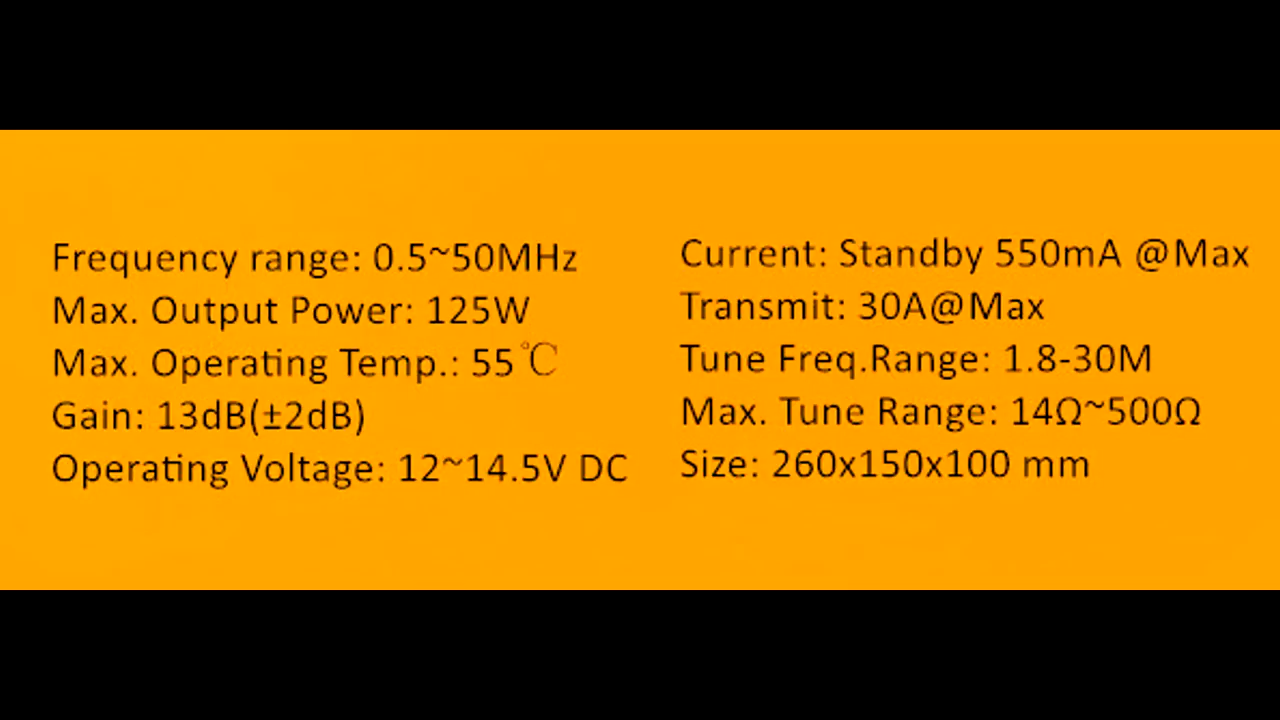 Frequency range: 0.5~50MHz
Max. Output Power: 125W
Max. Operating Temp.: 55℃
Gain: 13dB(±2dB)
Operating Voltage: 12~14.5V DC
Current: Standby 550mA @Max
Transmit: 30A@Max
Tune Freq.Range: 1.8-30M
Max. Tune Range: 14Ω~500Ω
Size: 260x150x100 mm